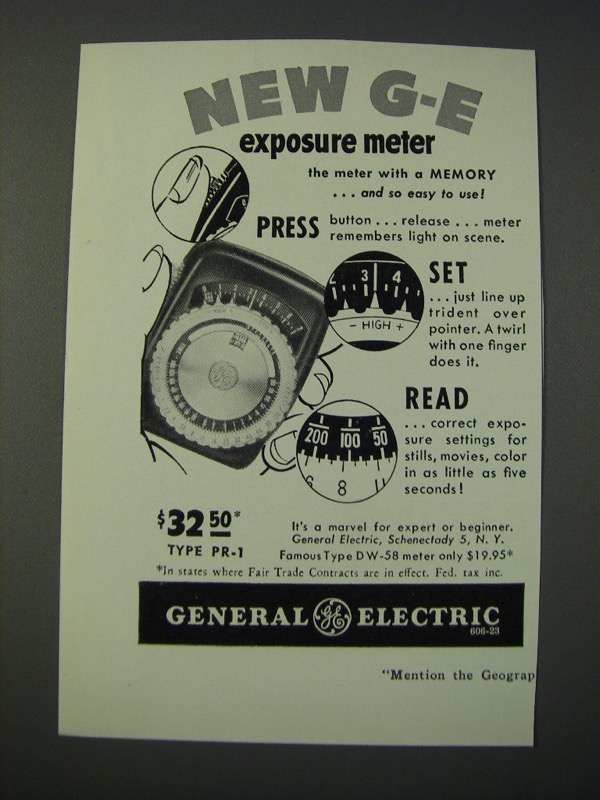 NEW G-E
exposure meter
the meter with a MEMORY
... and so easy to use!
PRESS button ... release ... meter
remembers light on scene.
2 3 4
- HIGH +
SET
... just line up
trident over
pointer. A twirl
with one finger
does it.
READ
... correct expo-
sure settings for
stills, movies, color
in as little as five
seconds!
200 100 50
6 8 11
$32.50*
TYPE PR-1
It's a marvel for expert or beginner.
General Electric, Schenectady 5, N. Y.
Famous Type DW-58 meter only $19.95*
*In states where Fair Trade Contracts are in effect. Fed. tax inc.
GENERAL GE ELECTRIC
606-23
"Mention the Geograp